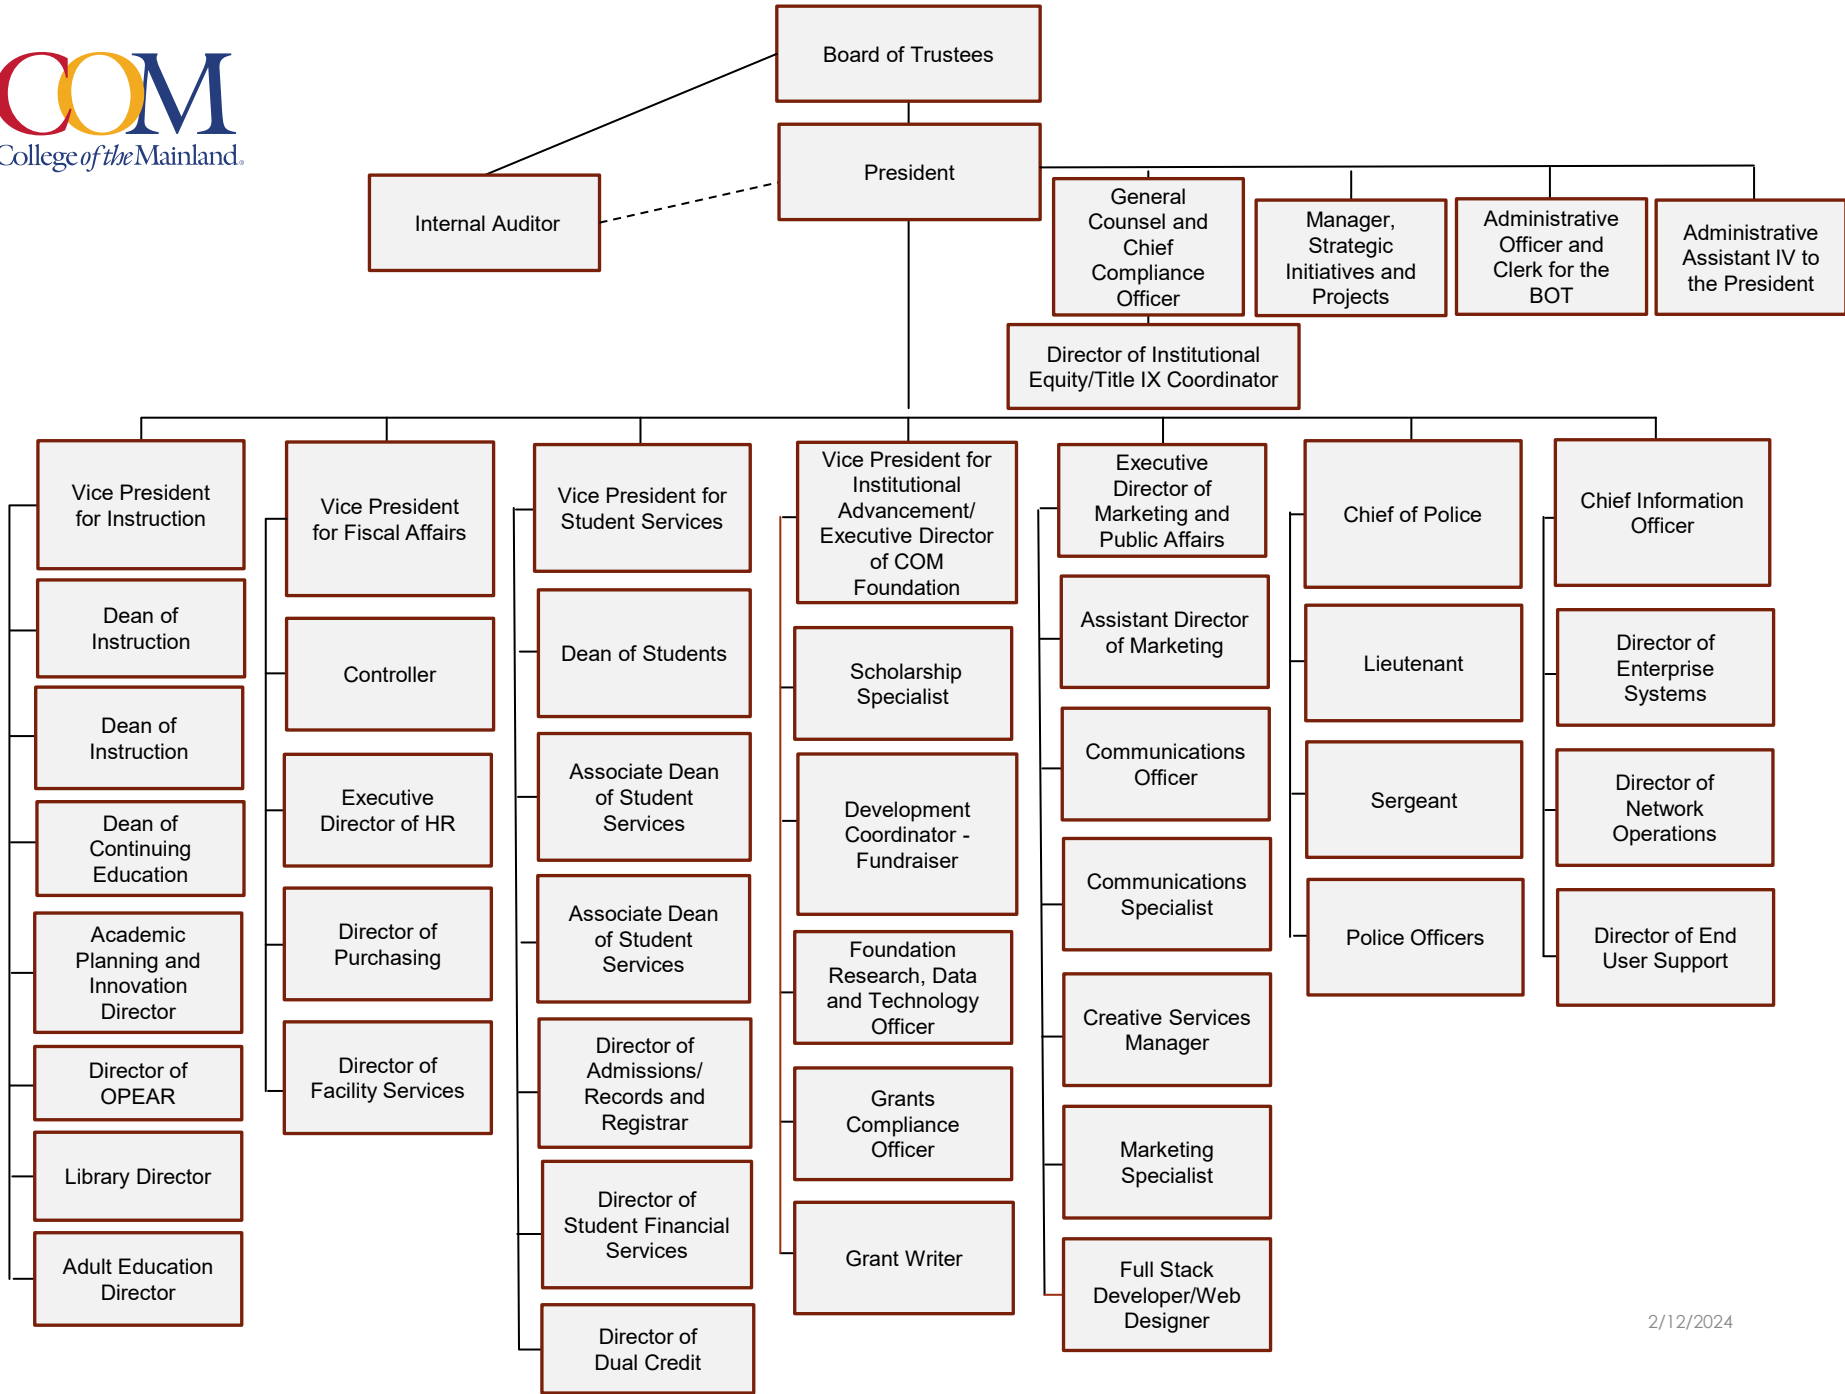 COM
College of the Mainland®
Board of Trustees
President
Internal Auditor
General
Counsel and
Chief
Compliance
Officer
Manager,
Strategic
Initiatives and
Projects
Administrative
Officer and
Clerk for the
BOT
Administrative
Assistant IV to
the President
Director of Institutional
Equity/Title IX Coordinator
Vice President
for Instruction
Dean of
Instruction
Dean of
Instruction
Dean of
Continuing
Education
Academic
Planning and
Innovation
Director
Director of
OPEAR
Library Director
Adult Education
Director
Vice President
for Fiscal Affairs
Controller
Executive
Director of HR
Director of
Purchasing
Director of
Facility Services
Vice President for
Student Services
Dean of Students
Associate Dean
of Student
Services
Associate Dean
of Student
Services
Director of
Admissions/
Records and
Registrar
Director of
Student Financial
Services
Director of
Dual Credit
Vice President for
Institutional
Advancement/
Executive Director
of COM
Foundation
Scholarship
Specialist
Development
Coordinator -
Fundraiser
Foundation
Research, Data
and Technology
Officer
Grants
Compliance
Officer
Grant Writer
Executive
Director of
Marketing and
Public Affairs
Assistant Director
of Marketing
Communications
Officer
Communications
Specialist
Creative Services
Manager
Marketing
Specialist
Full Stack
Developer/Web
Designer
Chief of Police
Lieutenant
Sergeant
Police Officers
Chief Information
Officer
Director of
Enterprise
Systems
Director of
Network
Operations
Director of End
User Support
2/12/2024